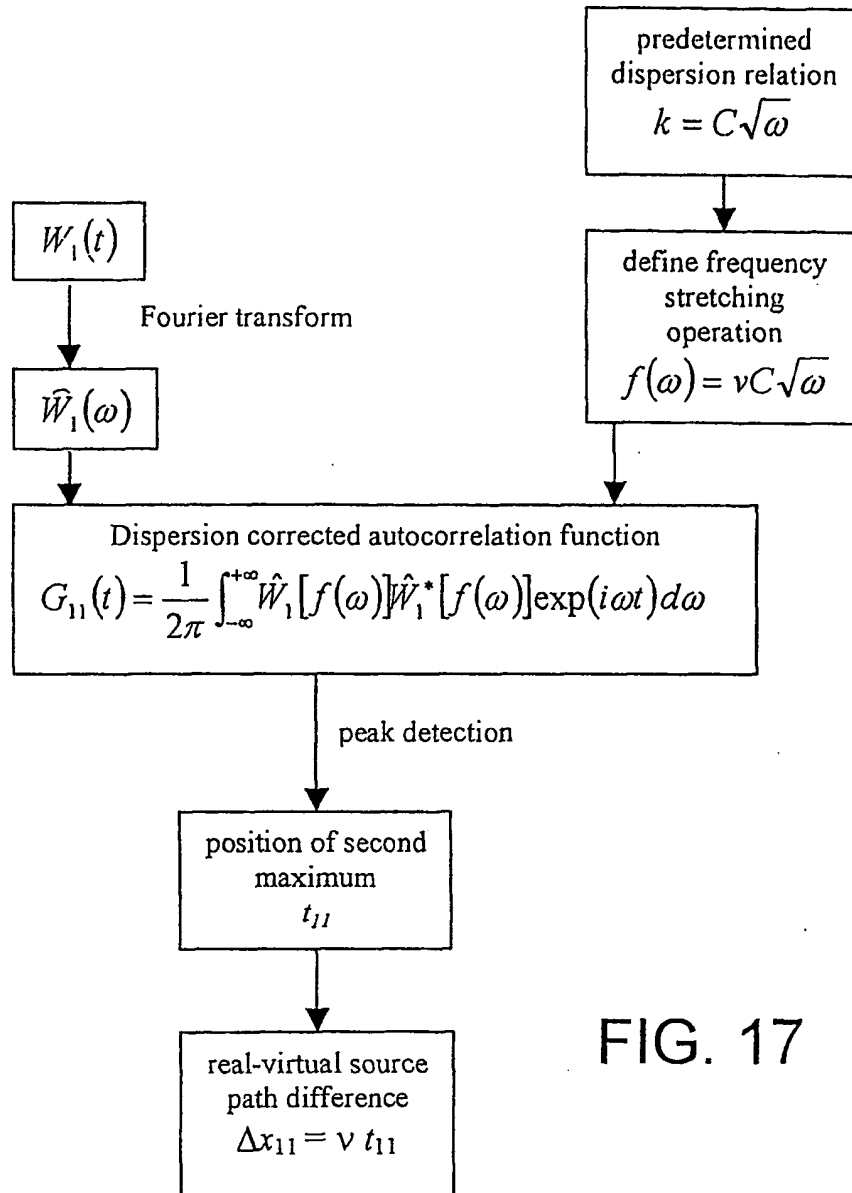 predetermined
dispersion relation
k = C√ω
W₁(t)
Fourier transform
Ŵ₁(ω)
define frequency
stretching
operation
f(ω) = νC√ω
Dispersion corrected autocorrelation function
G₁₁(t) = 1/2π ∫_{-∞}^{+∞} Ŵ₁[f(ω)]Ŵ₁*[f(ω)]exp(iωt)dω
peak detection
position of second
maximum
t₁₁
real-virtual source
path difference
Δx₁₁ = ν t₁₁
FIG. 17